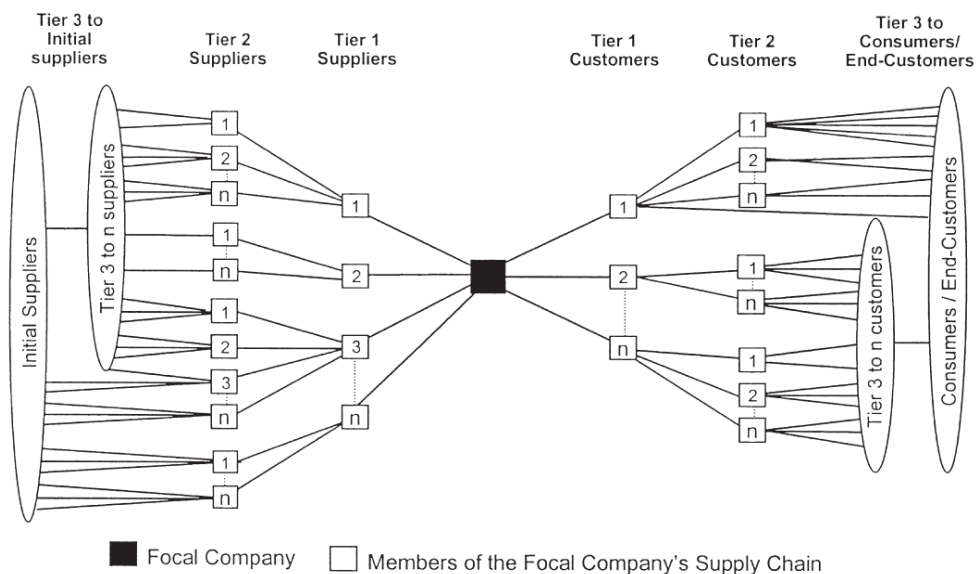 Tier 3 to
Initial
suppliers
Tier 2
Suppliers
Tier 1
Suppliers
Tier 1
Customers
Tier 2
Customers
Tier 3 to
Consumers/
End-Customers
Initial Suppliers
Tier 3 to n suppliers
1
2
n
1
n
1
2
3
n
1
n
1
2
3
n
1
2
n
1
2
n
1
n
1
2
n
Tier 3 to n customers
Consumers / End-Customers
Focal Company
Members of the Focal Company's Supply Chain